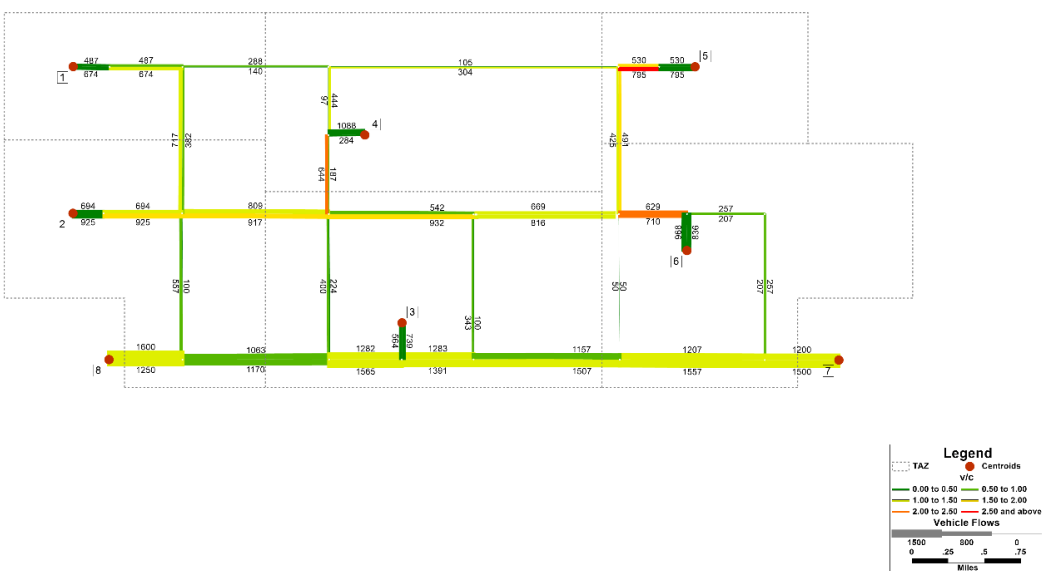 5
487 487 288 105 530 530
1
674 674 140 304 795 795
444
97
1088 4
284
717
382
425
491
644
187
694 809 542 669 629 257
694
2
925 925 917 932 816 710 207
896
836
6
557
100
400
224
343
100
50
50
207
257
3
564
739
1600 1063 1282 1283 1157 1207 1200
8
1250 1170 1565 1391 1507 1557 1500
7
Legend
TAZ Centroids
v/c
0.00 to 0.50 0.50 to 1.00
1.00 to 1.50 1.50 to 2.00
2.00 to 2.50 2.50 and above
Vehicle Flows
1500 800 0
0 .25 .5 .75
Miles